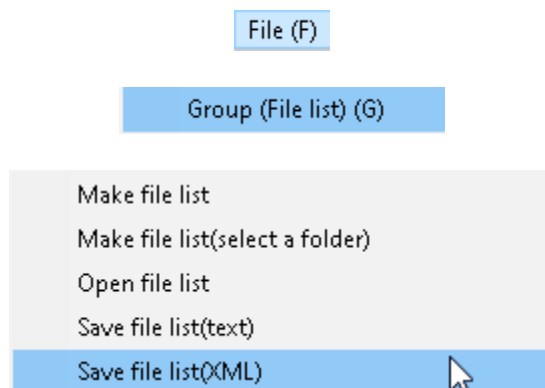 File (F)
Group (File list) (G)
Make file list
Make file list(select a folder)
Open file list
Save file list(text)
Save file list(XML)